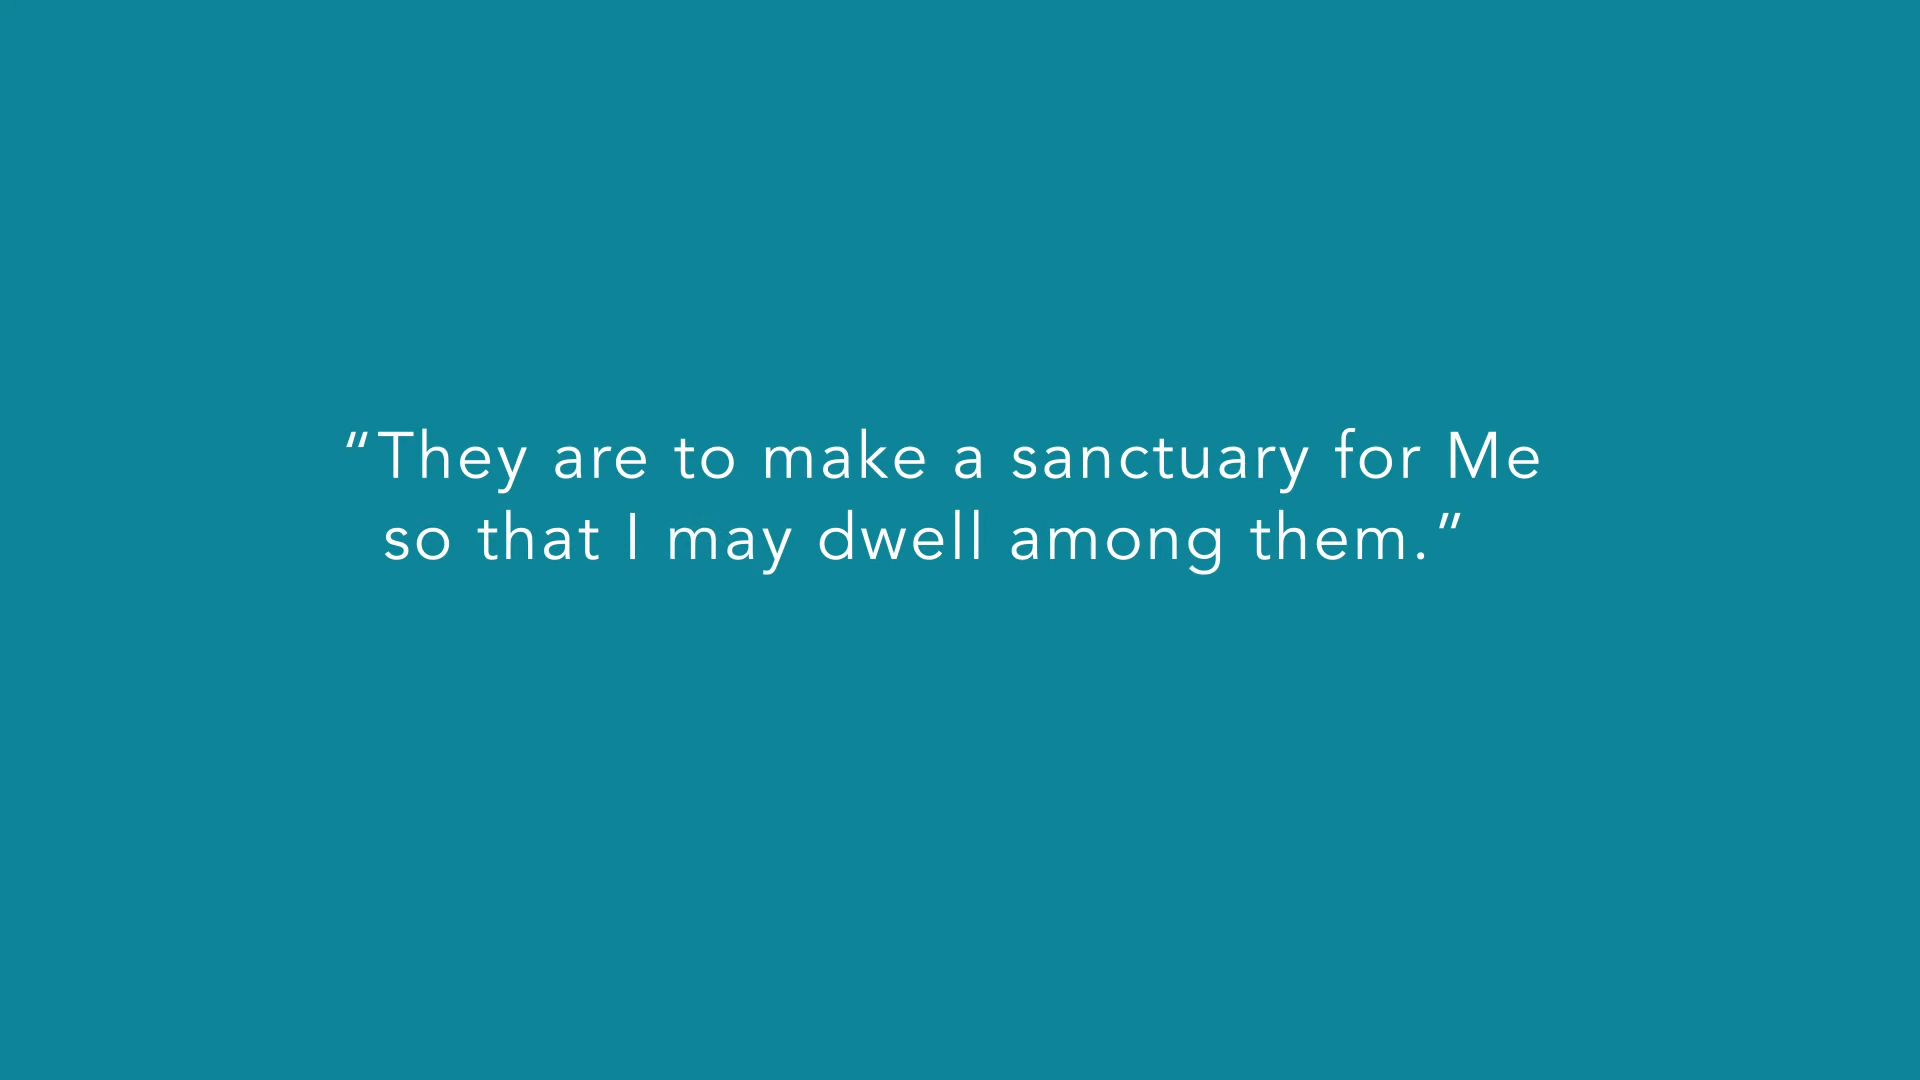 “They are to make a sanctuary for Me
so that I may dwell among them.”